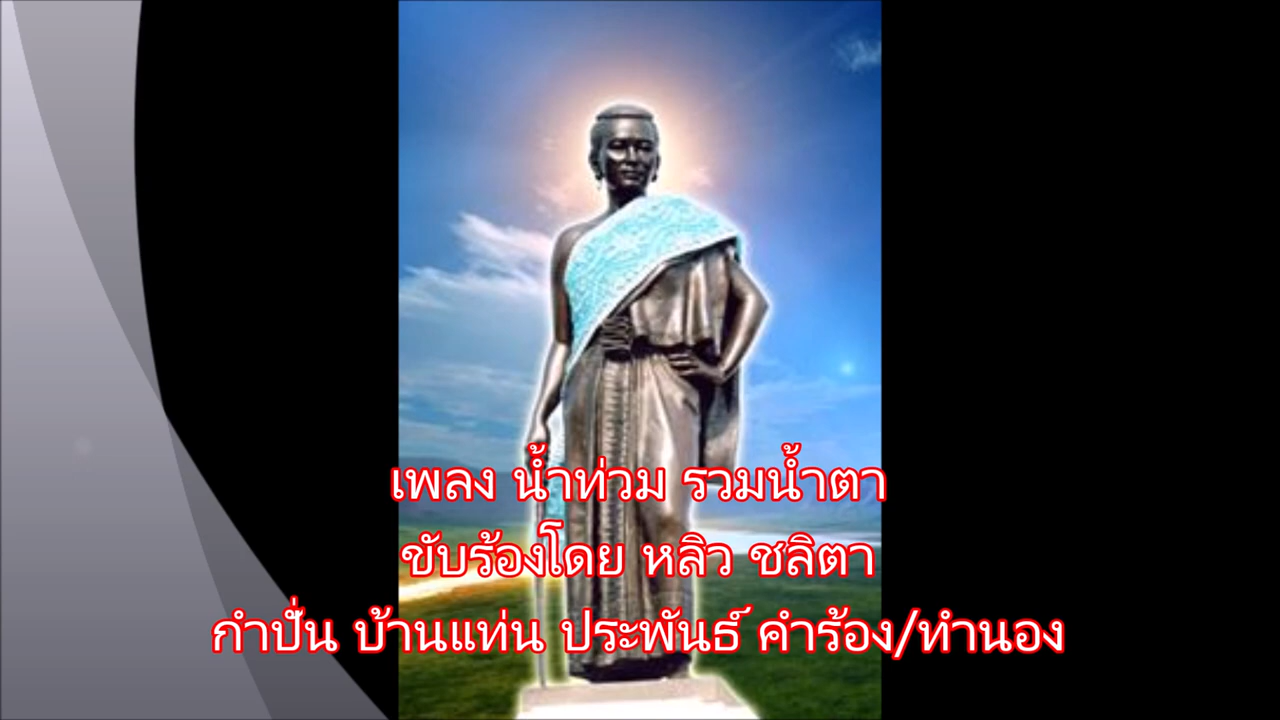 เพลง น้ำท่วม รวมน้ำตา
ขับร้องโดย หลิว ชลิตา
กำปั่น บ้านแท่น ประพันธ์ คำร้อง/ทำนอง